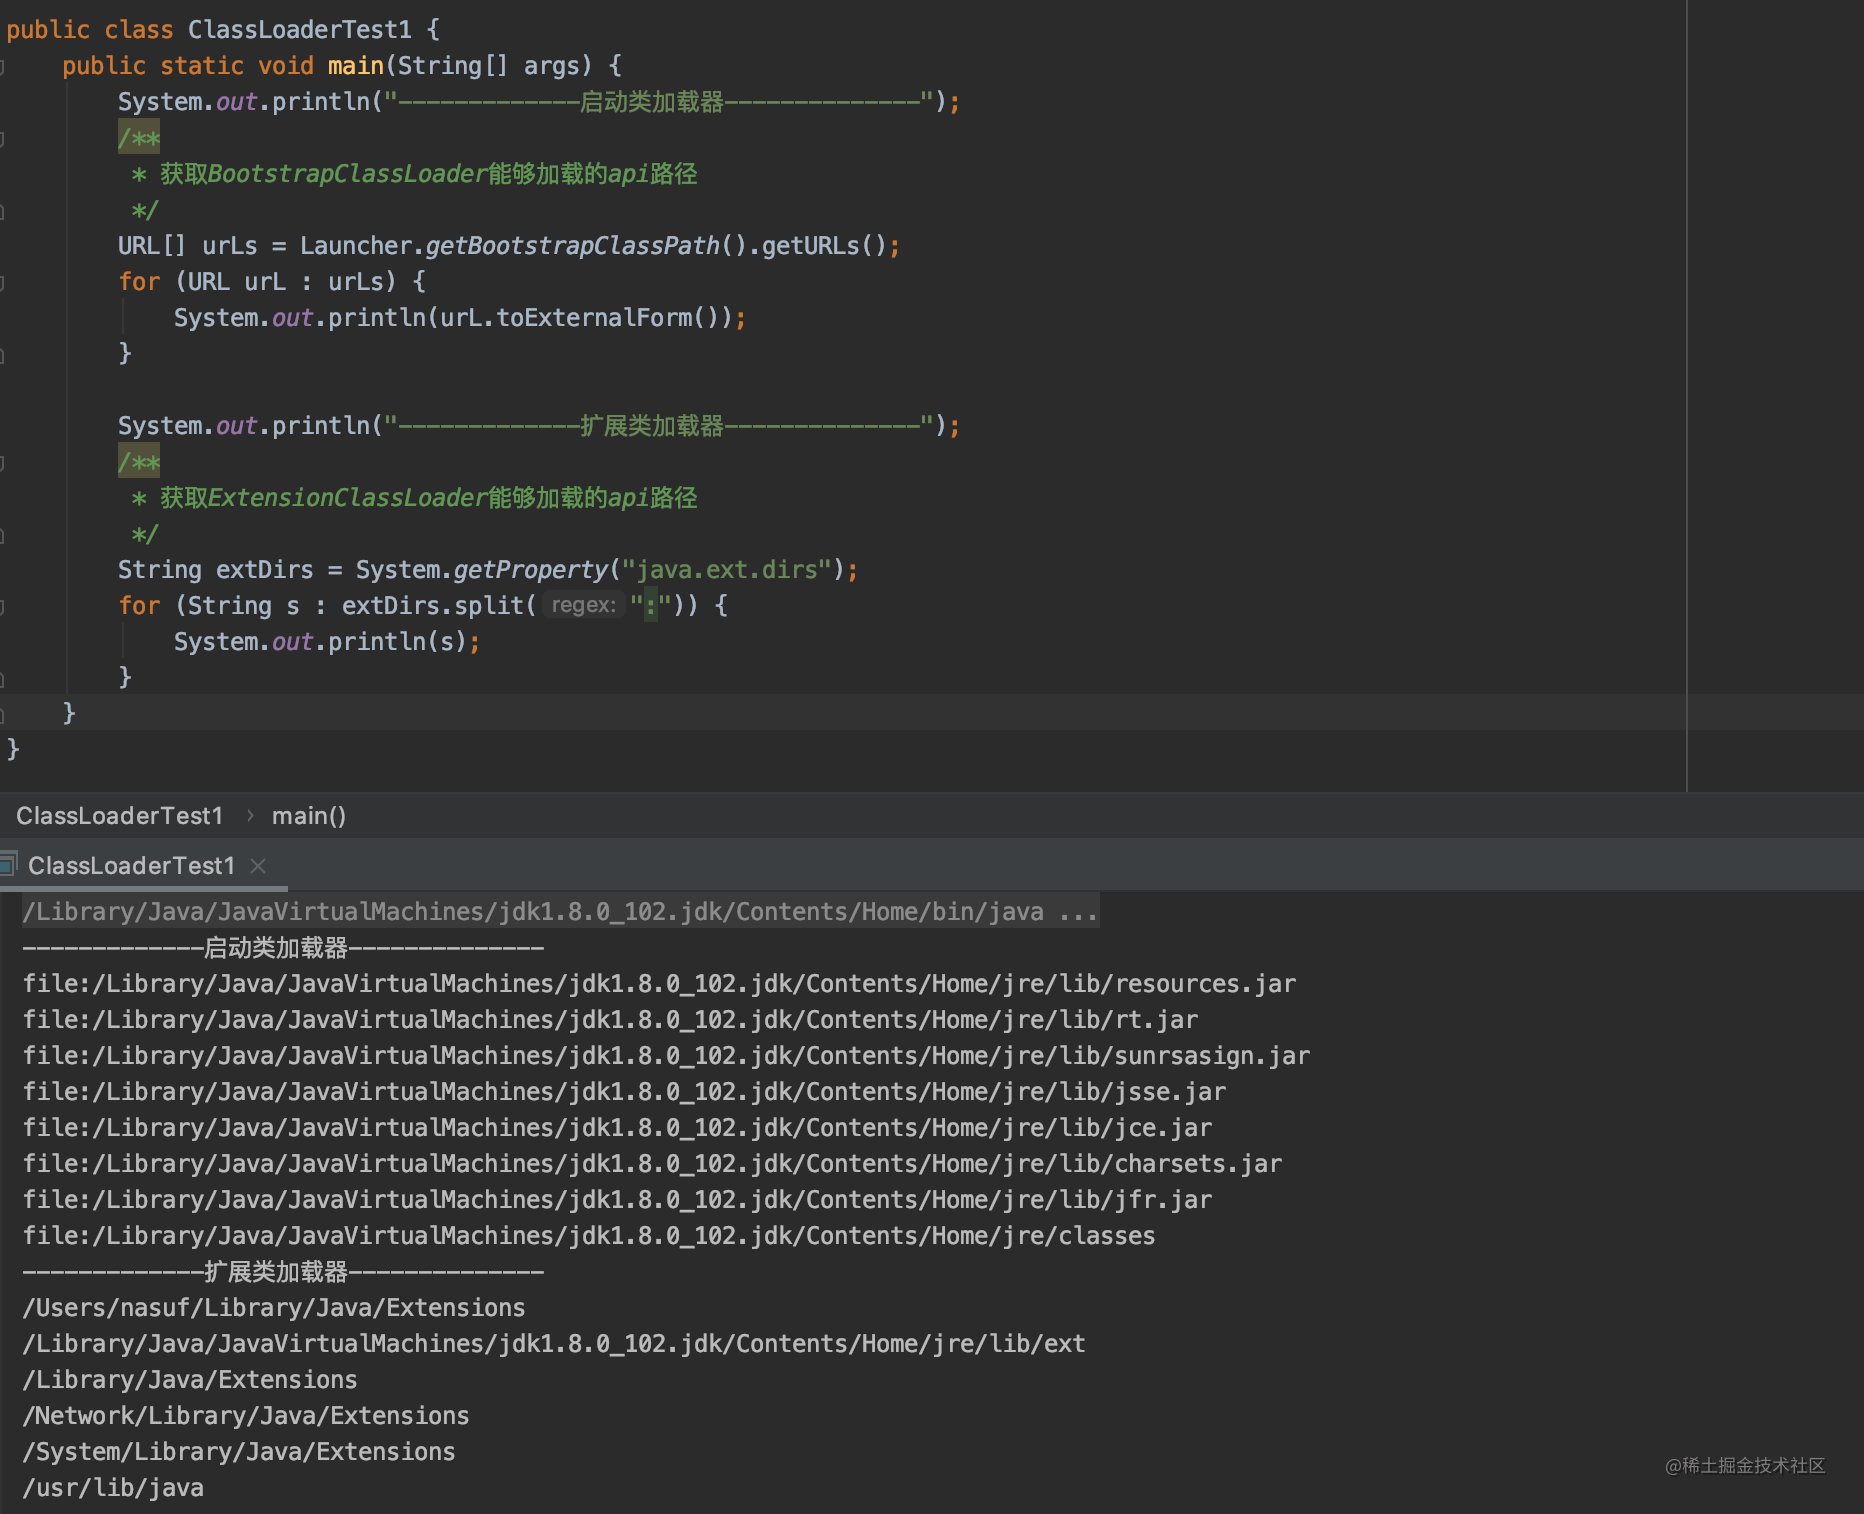 public class ClassLoaderTest1 {
    public static void main(String[] args) {
        System.out.println("-------------启动类加载器--------------");
        /**
         * 获取BootstrapClassLoader能够加载的api路径
         */
        URL[] urLs = Launcher.getBootstrapClassPath().getURLs();
        for (URL urL : urLs) {
            System.out.println(urL.toExternalForm());
        }
        System.out.println("-------------扩展类加载器--------------");
        /**
         * 获取ExtensionClassLoader能够加载的api路径
         */
        String extDirs = System.getProperty("java.ext.dirs");
        for (String s : extDirs.split( regex: ":")) {
            System.out.println(s);
        }
    }
}
ClassLoaderTest1 › main()
ClassLoaderTest1 ×
/Library/Java/JavaVirtualMachines/jdk1.8.0_102.jdk/Contents/Home/bin/java ...
-------------启动类加载器--------------
file:/Library/Java/JavaVirtualMachines/jdk1.8.0_102.jdk/Contents/Home/jre/lib/resources.jar
file:/Library/Java/JavaVirtualMachines/jdk1.8.0_102.jdk/Contents/Home/jre/lib/rt.jar
file:/Library/Java/JavaVirtualMachines/jdk1.8.0_102.jdk/Contents/Home/jre/lib/sunrsasign.jar
file:/Library/Java/JavaVirtualMachines/jdk1.8.0_102.jdk/Contents/Home/jre/lib/jsse.jar
file:/Library/Java/JavaVirtualMachines/jdk1.8.0_102.jdk/Contents/Home/jre/lib/jce.jar
file:/Library/Java/JavaVirtualMachines/jdk1.8.0_102.jdk/Contents/Home/jre/lib/charsets.jar
file:/Library/Java/JavaVirtualMachines/jdk1.8.0_102.jdk/Contents/Home/jre/lib/jfr.jar
file:/Library/Java/JavaVirtualMachines/jdk1.8.0_102.jdk/Contents/Home/jre/classes
-------------扩展类加载器--------------
/Users/nasuf/Library/Java/Extensions
/Library/Java/JavaVirtualMachines/jdk1.8.0_102.jdk/Contents/Home/jre/lib/ext
/Library/Java/Extensions
/Network/Library/Java/Extensions
/System/Library/Java/Extensions
/usr/lib/java
@稀土掘金技术社区